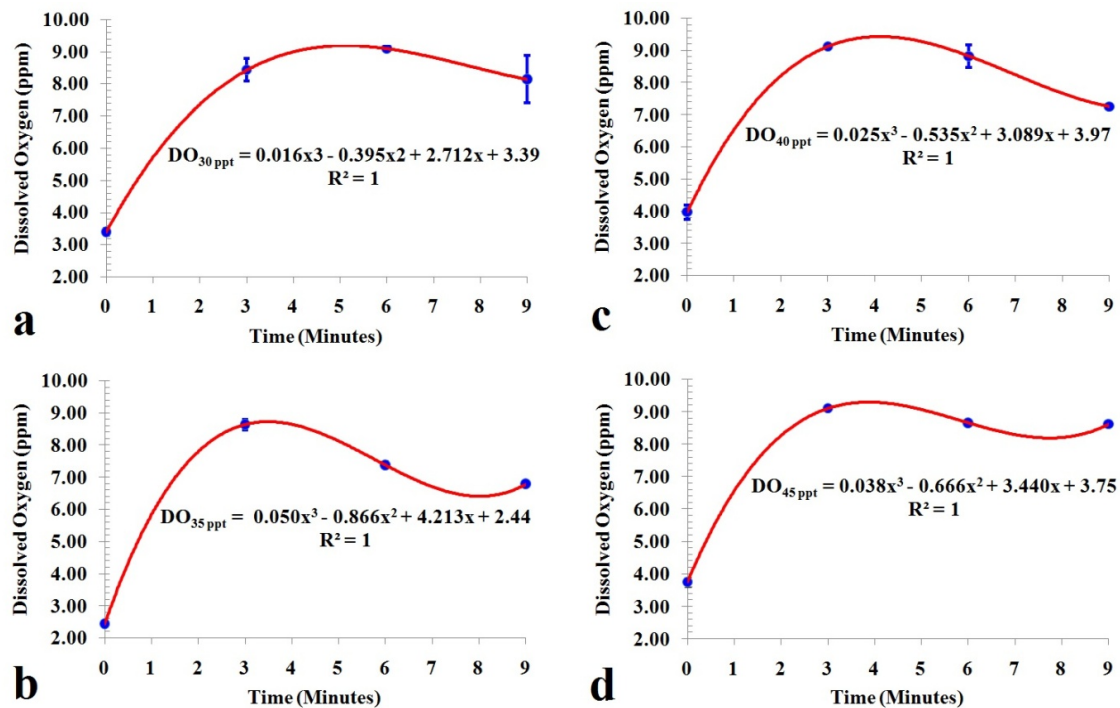 10.00
9.00
8.00
7.00
6.00
5.00
4.00
3.00
2.00
Dissolved Oxygen (ppm)
DO30 ppt = 0.016x3 - 0.395x2 + 2.712x + 3.39
R² = 1
0 1 2 3 4 5 6 7 8 9
Time (Minutes)
a
10.00
9.00
8.00
7.00
6.00
5.00
4.00
3.00
2.00
Dissolved Oxygen (ppm)
DO40 ppt = 0.025x³ - 0.535x² + 3.089x + 3.97
R² = 1
0 1 2 3 4 5 6 7 8 9
Time (Minutes)
c
10.00
9.00
8.00
7.00
6.00
5.00
4.00
3.00
2.00
Dissolved Oxygen (ppm)
DO35 ppt = 0.050x³ - 0.866x² + 4.213x + 2.44
R² = 1
0 1 2 3 4 5 6 7 8 9
Time (Minutes)
b
10.00
9.00
8.00
7.00
6.00
5.00
4.00
3.00
2.00
Dissolved Oxygen (ppm)
DO45 ppt = 0.038x³ - 0.666x² + 3.440x + 3.75
R² = 1
0 1 2 3 4 5 6 7 8 9
Time (Minutes)
d